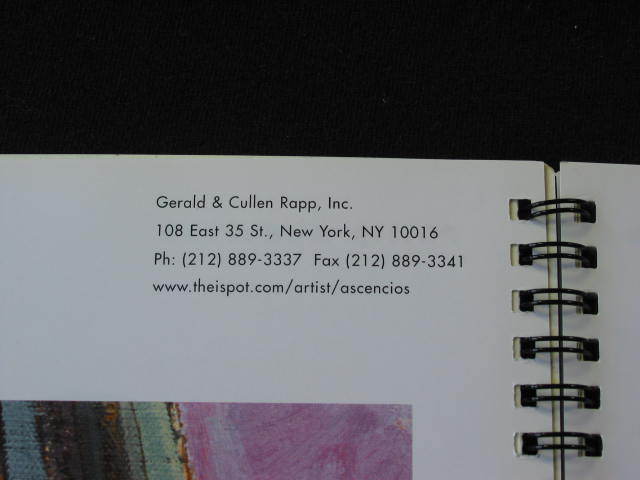 Gerald & Cullen Rapp, Inc.
108 East 35 St., New York, NY 10016
Ph: (212) 889-3337 Fax (212) 889-3341
www.theispot.com/artist/ascencios